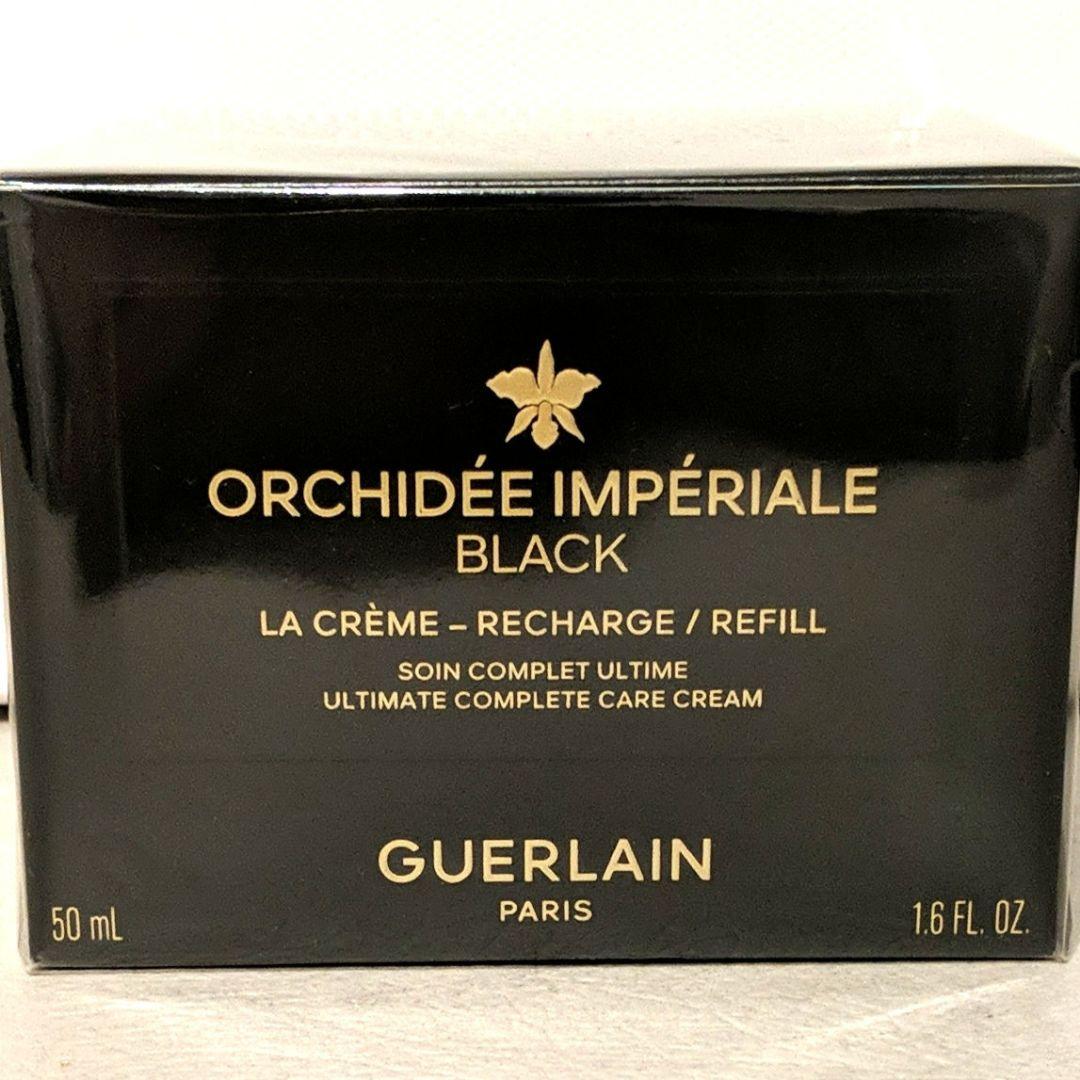 ORCHIDÉE IMPÉRIALE
BLACK
LA CRÈME – RECHARGE / REFILL
SOIN COMPLET ULTIME
ULTIMATE COMPLETE CARE CREAM
GUERLAIN
PARIS
50 mL
1.6 FL. OZ.